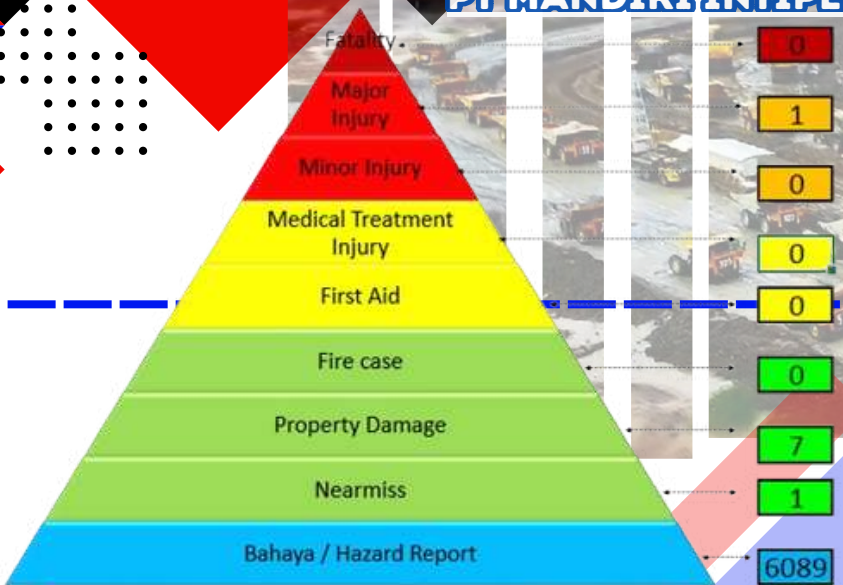 PT MANDIRI INTIPE
Fatality
0
Major
Injury
1
Minor Injury
0
Medical Treatment
Injury
0
First Aid
0
Fire case
0
Property Damage
7
Nearmiss
1
Bahaya / Hazard Report
6089